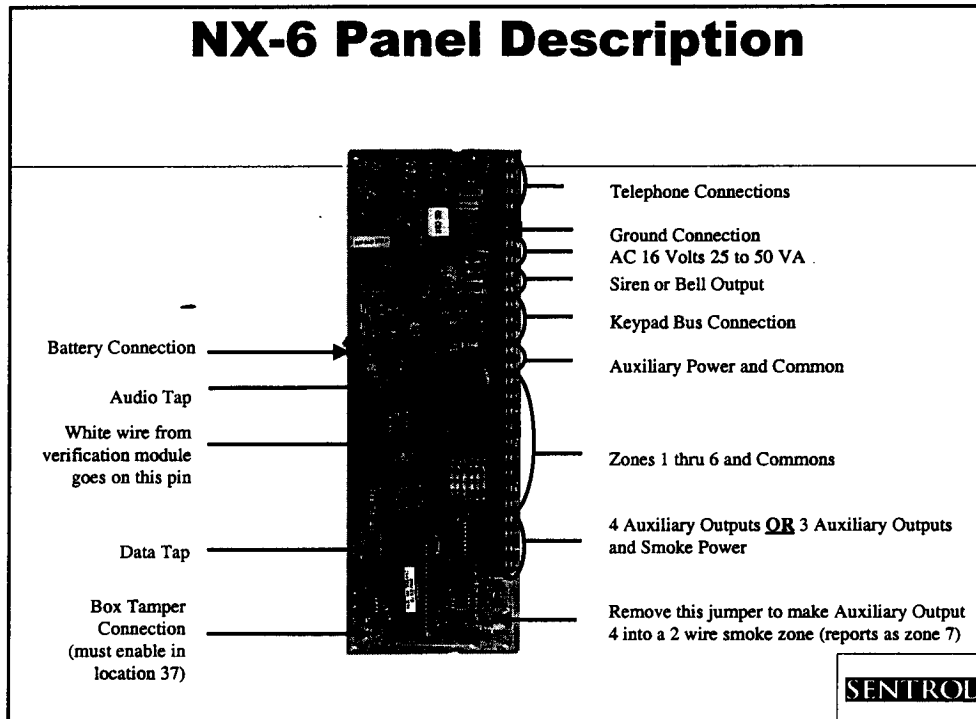 NX-6 Panel Description
Telephone Connections
Ground Connection
AC 16 Volts 25 to 50 VA
Siren or Bell Output
Keypad Bus Connection
Auxiliary Power and Common
Zones 1 thru 6 and Commons
4 Auxiliary Outputs OR 3 Auxiliary Outputs
and Smoke Power
Remove this jumper to make Auxiliary Output
4 into a 2 wire smoke zone (reports as zone 7)
Battery Connection
Audio Tap
White wire from
verification module
goes on this pin
Data Tap
Box Tamper
Connection
(must enable in
location 37)
SENTROL